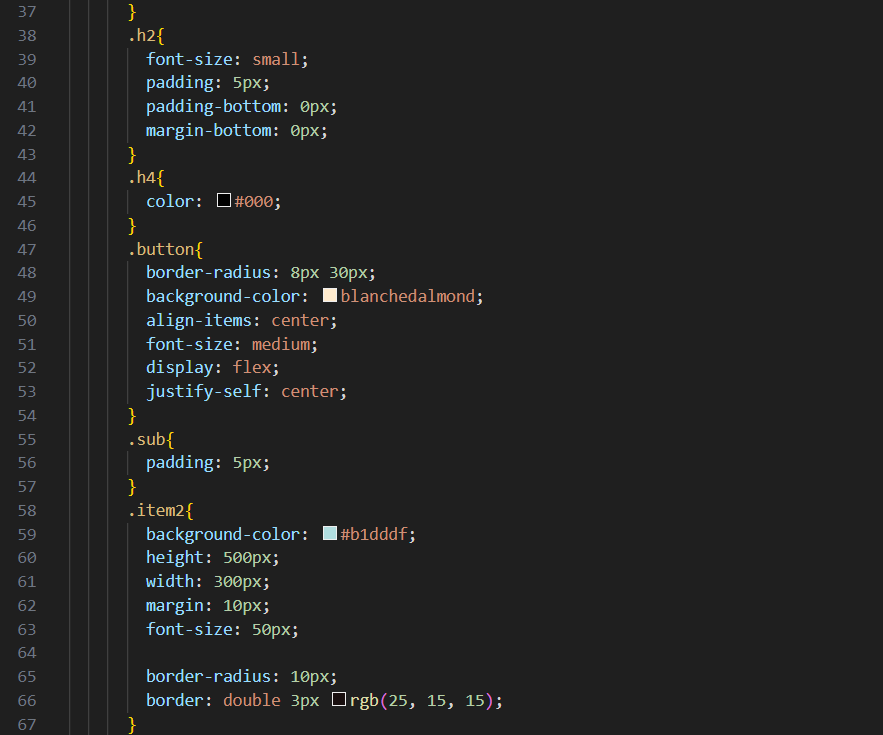 37 }
38 .h2{
39 font-size: small;
40 padding: 5px;
41 padding-bottom: 0px;
42 margin-bottom: 0px;
43 }
44 .h4{
45 color: #000;
46 }
47 .button{
48 border-radius: 8px 30px;
49 background-color: blanchedalmond;
50 align-items: center;
51 font-size: medium;
52 display: flex;
53 justify-self: center;
54 }
55 .sub{
56 padding: 5px;
57 }
58 .item2{
59 background-color: #b1dddf;
60 height: 500px;
61 width: 300px;
62 margin: 10px;
63 font-size: 50px;
64
65 border-radius: 10px;
66 border: double 3px rgb(25, 15, 15);
67 }